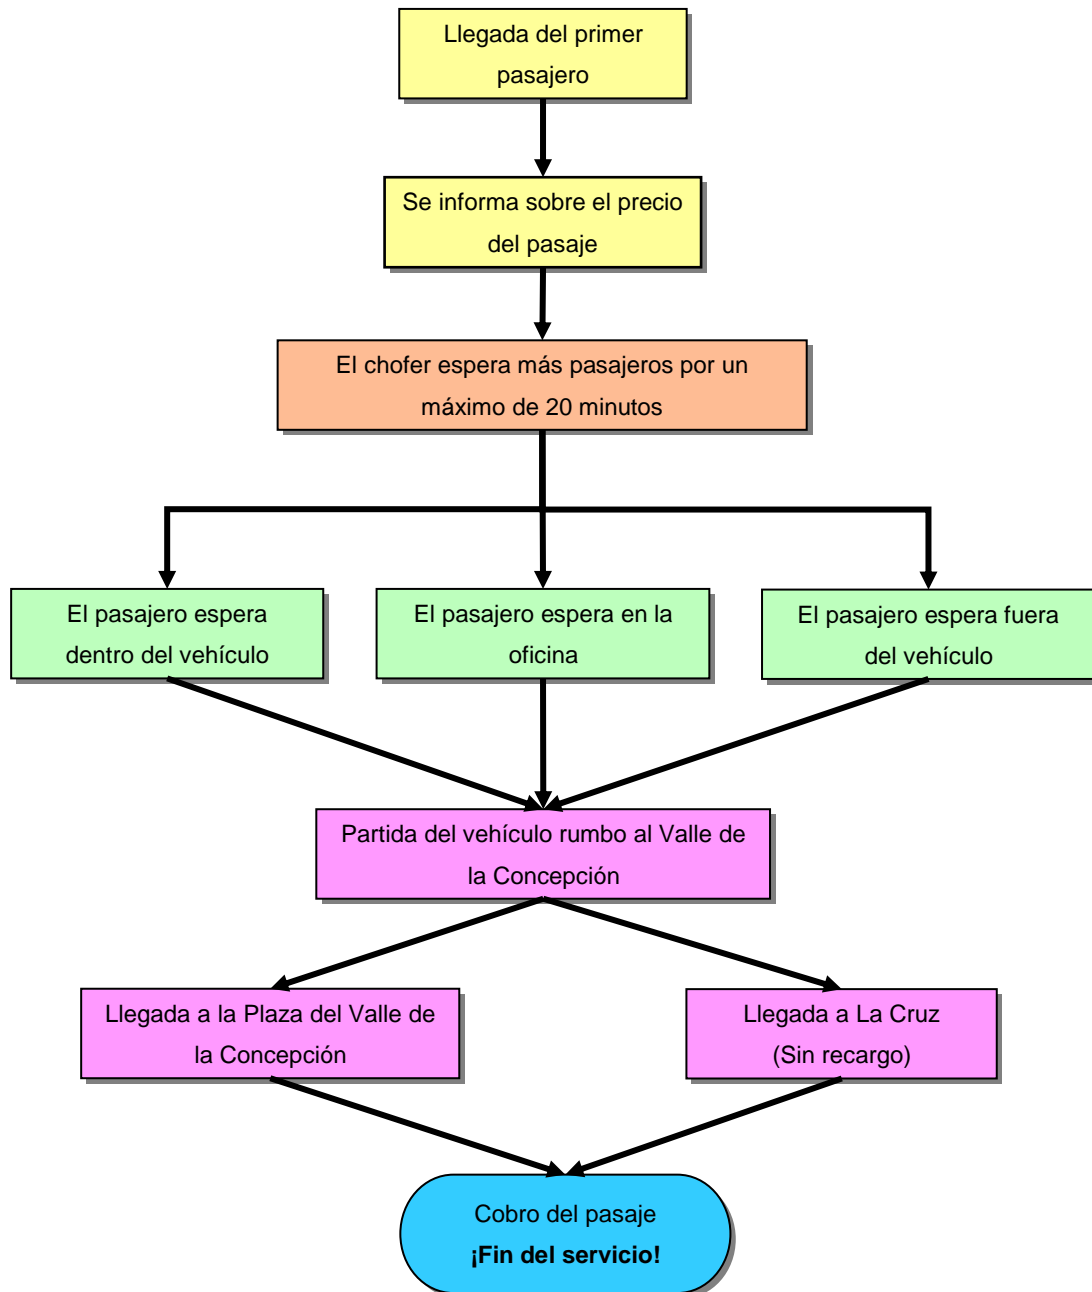 Llegada del primer
pasajero
Se informa sobre el precio
del pasaje
El chofer espera más pasajeros por un
máximo de 20 minutos
El pasajero espera
dentro del vehículo
El pasajero espera en la
oficina
El pasajero espera fuera
del vehículo
Partida del vehículo rumbo al Valle de
la Concepción
Llegada a la Plaza del Valle de
la Concepción
Llegada a La Cruz
(Sin recargo)
Cobro del pasaje
¡Fin del servicio!